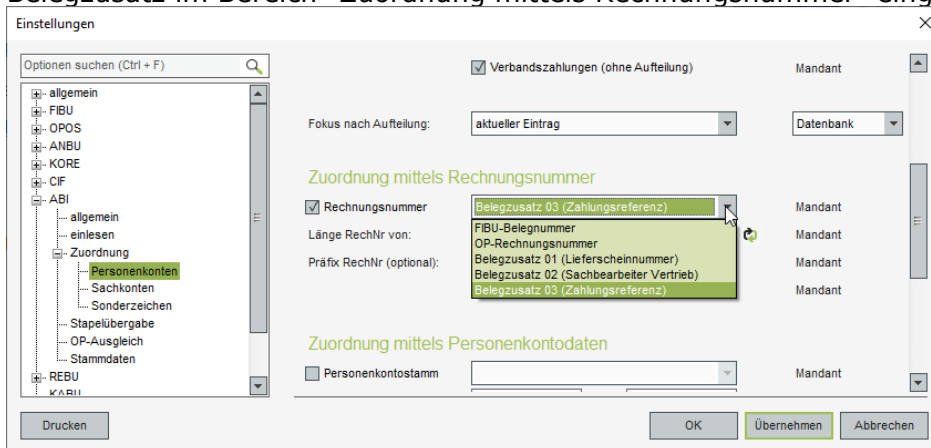 Belegzusatz im Bereich "Zuordnung mittels Rechnungsnummer" eing
Einstellungen
Optionen suchen (Ctrl + F)
allgemein
FIBU
OPOS
ANBU
KORE
CIF
ABI
allgemein
einlesen
Zuordnung
Personenkonten
Sachkonten
Sonderzeichen
Stapelübergabe
OP-Ausgleich
Stammdaten
REBU
KABU
Verbandszahlungen (ohne Aufteilung) Mandant
Fokus nach Aufteilung: aktueller Eintrag Datenbank
Zuordnung mittels Rechnungsnummer
Rechnungsnummer Belegzusatz 03 (Zahlungsreferenz) Mandant
Länge RechNr von: Mandant
Präfix RechNr (optional): Mandant
FIBU-Belegnummer
OP-Rechnungsnummer
Belegzusatz 01 (Lieferscheinnummer)
Belegzusatz 02 (Sachbearbeiter Vertrieb)
Belegzusatz 03 (Zahlungsreferenz)
Zuordnung mittels Personenkontodaten
Personenkontostamm Mandant
Drucken OK Übernehmen Abbrechen